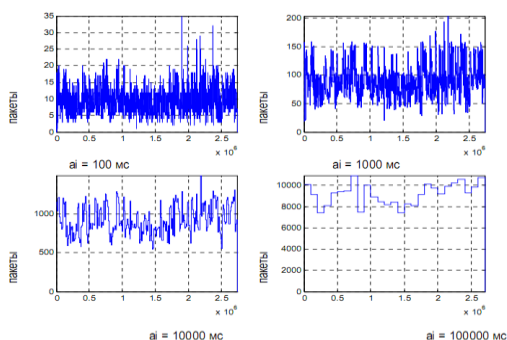 35
30
25
20
15
10
5
0
пакеты
0 0.5 1 1.5 2 2.5
x 10⁶
ai = 100 мс
200
150
100
50
0
пакеты
0 0.5 1 1.5 2 2.5
x 10⁶
ai = 1000 мс
1000
500
0
пакеты
0 0.5 1 1.5 2 2.5
x 10⁶
ai = 10000 мс
10000
8000
6000
4000
2000
0
пакеты
0 0.5 1 1.5 2 2.5
x 10⁶
ai = 100000 мс